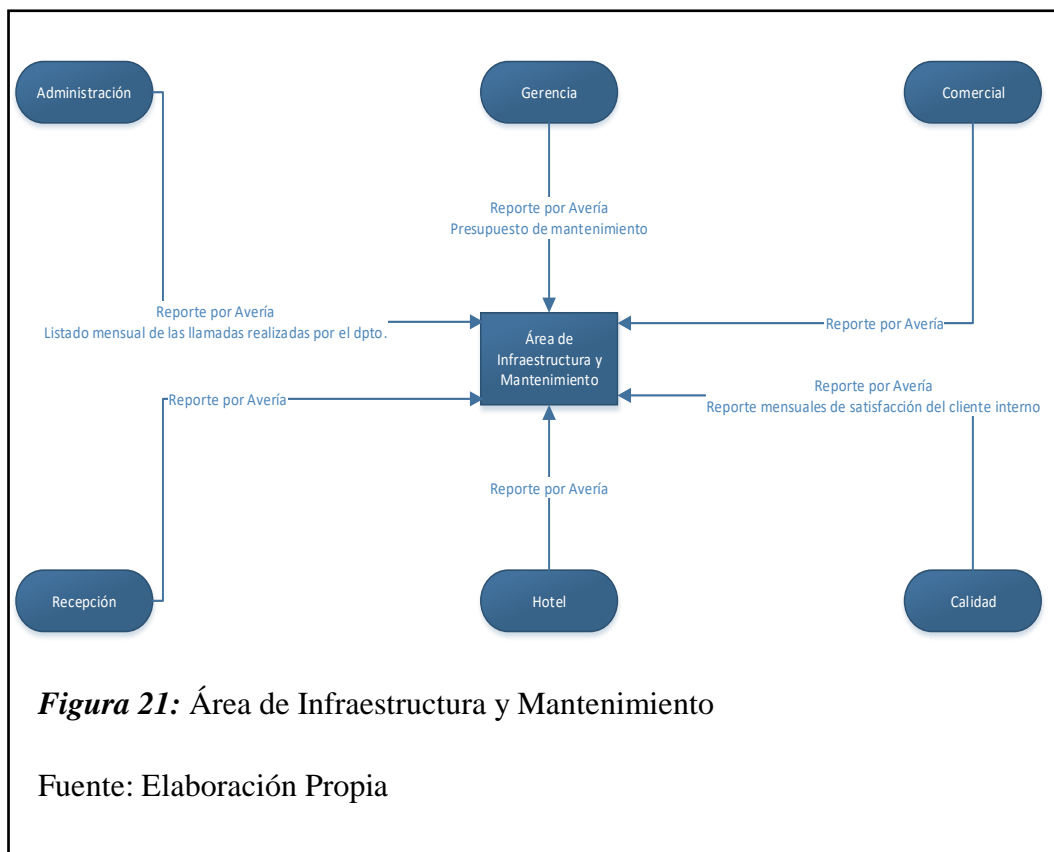 Administración
Gerencia
Comercial
Reporte por Avería
Presupuesto de mantenimiento
Reporte por Avería
Listado mensual de las llamadas realizadas por el dpto.
Área de
Infraestructura y
Mantenimiento
Reporte por Avería
Reporte por Avería
Reporte mensuales de satisfacción del cliente interno
Reporte por Avería
Reporte por Avería
Recepción
Hotel
Calidad
Figura 21: Área de Infraestructura y Mantenimiento
Fuente: Elaboración Propia